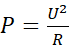 P = U²/R